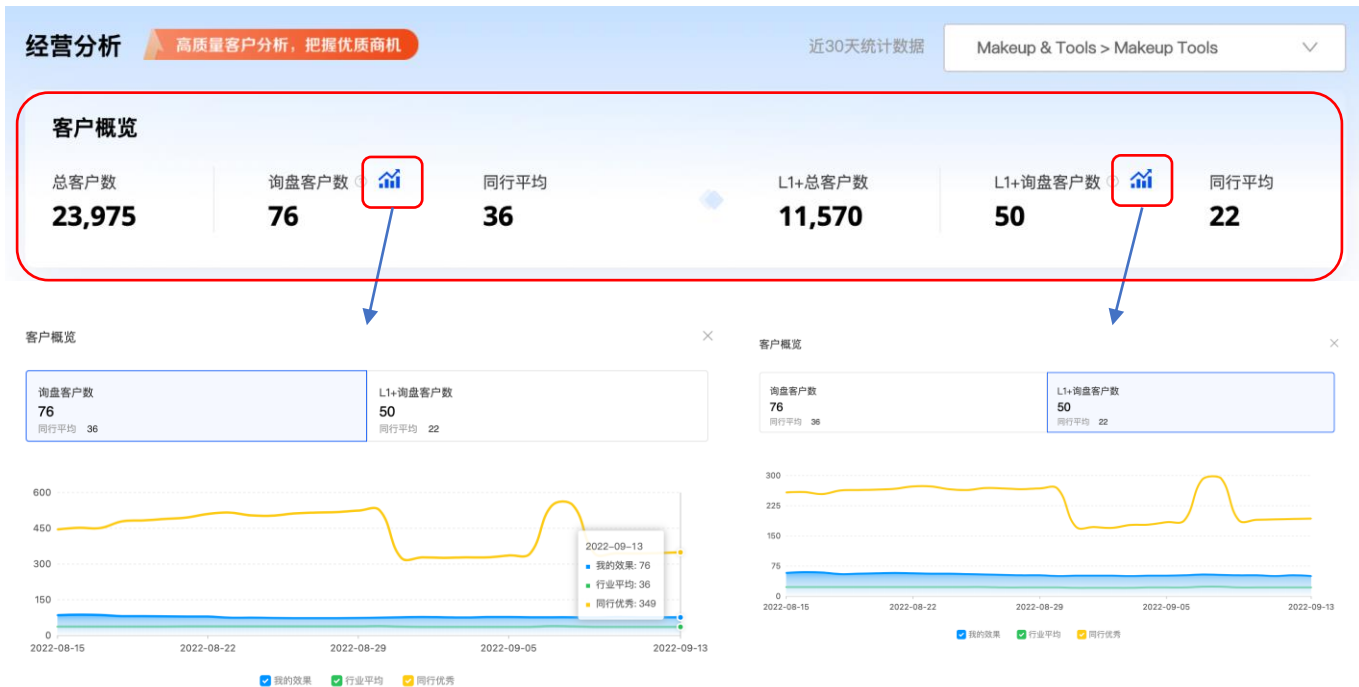 经营分析
高质量客户分析，把握优质商机
近30天统计数据
Makeup & Tools > Makeup Tools
客户概览
总客户数 询盘客户数 同行平均 L1+总客户数 L1+询盘客户数 同行平均
23,975 76 36 11,570 50 22
客户概览
询盘客户数 L1+询盘客户数
76 50
同行平均 36 同行平均 22
600
450
300
150
0
2022-09-13
我的效果: 76
行业平均: 36
同行优秀: 349
2022-08-15 2022-08-22 2022-08-29 2022-09-05 2022-09-13
我的效果 行业平均 同行优秀
客户概览
询盘客户数 L1+询盘客户数
76 50
同行平均 36 同行平均 22
300
225
150
75
0
2022-08-15 2022-08-22 2022-08-29 2022-09-05 2022-09-13
我的效果 行业平均 同行优秀